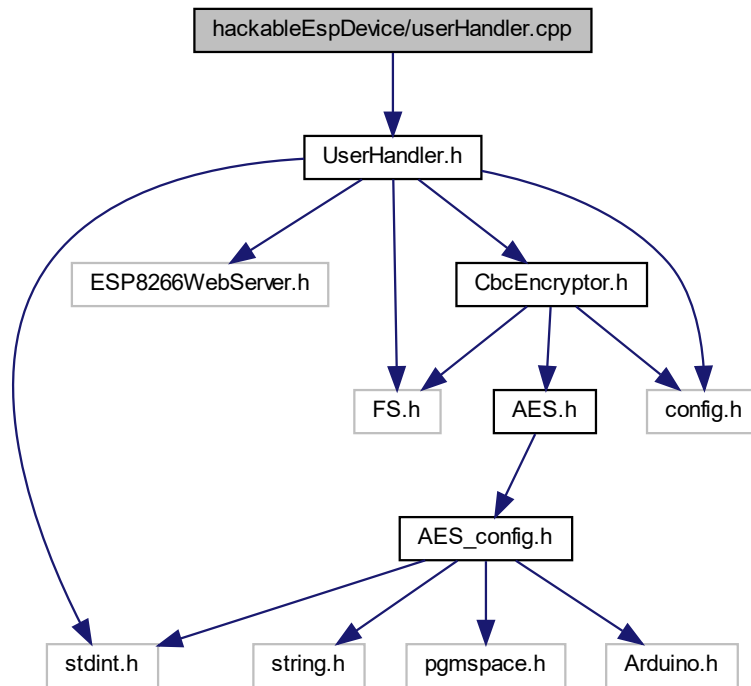 hackableEspDevice/userHandler.cpp
UserHandler.h
ESP8266WebServer.h
CbcEncryptor.h
FS.h
AES.h
config.h
AES_config.h
stdint.h
string.h
pgmspace.h
Arduino.h